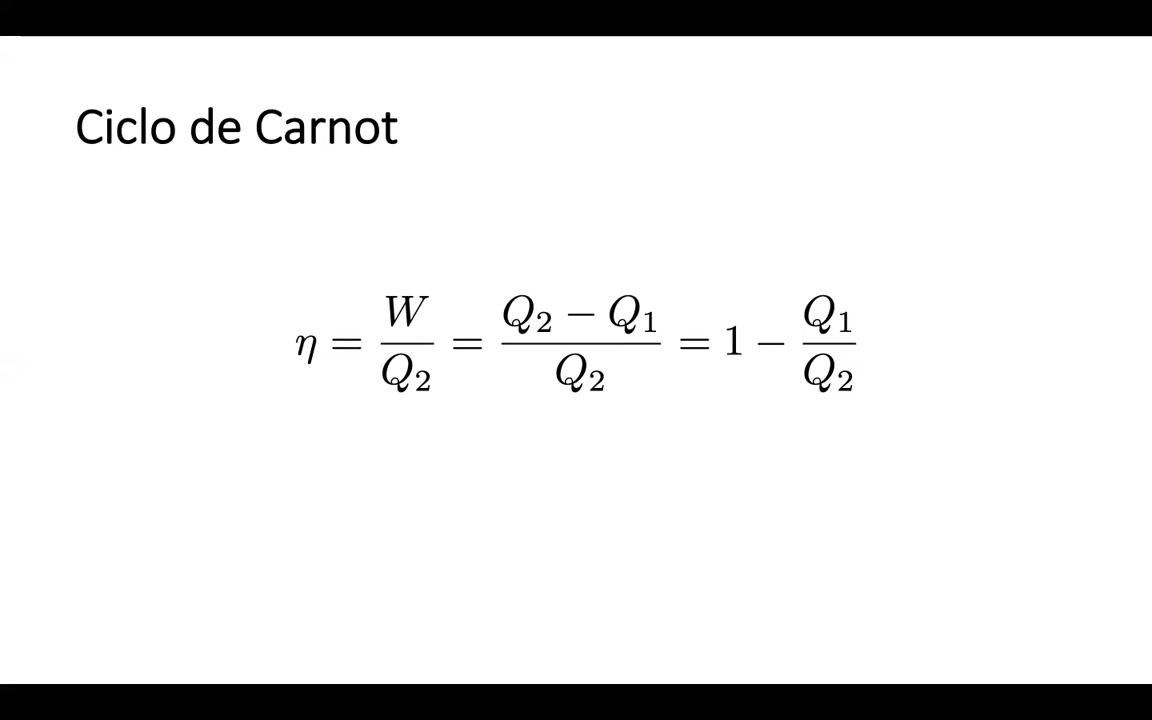 Ciclo de Carnot
η = W/Q₂ = (Q₂ − Q₁)/Q₂ = 1 − Q₁/Q₂